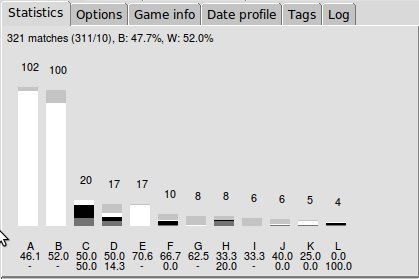 Statistics Options Game info Date profile Tags Log
321 matches (311/10), B: 47.7%, W: 52.0%
102 100 20 17 17 10 8 8 6 6 5 4
A B C D E F G H I J K L
46.1 52.0 50.0 50.0 70.6 66.7 62.5 33.3 33.3 40.0 25.0 0.0
- - 50.0 14.3 - 0.0 - 20.0 - 0.0 0.0 100.0